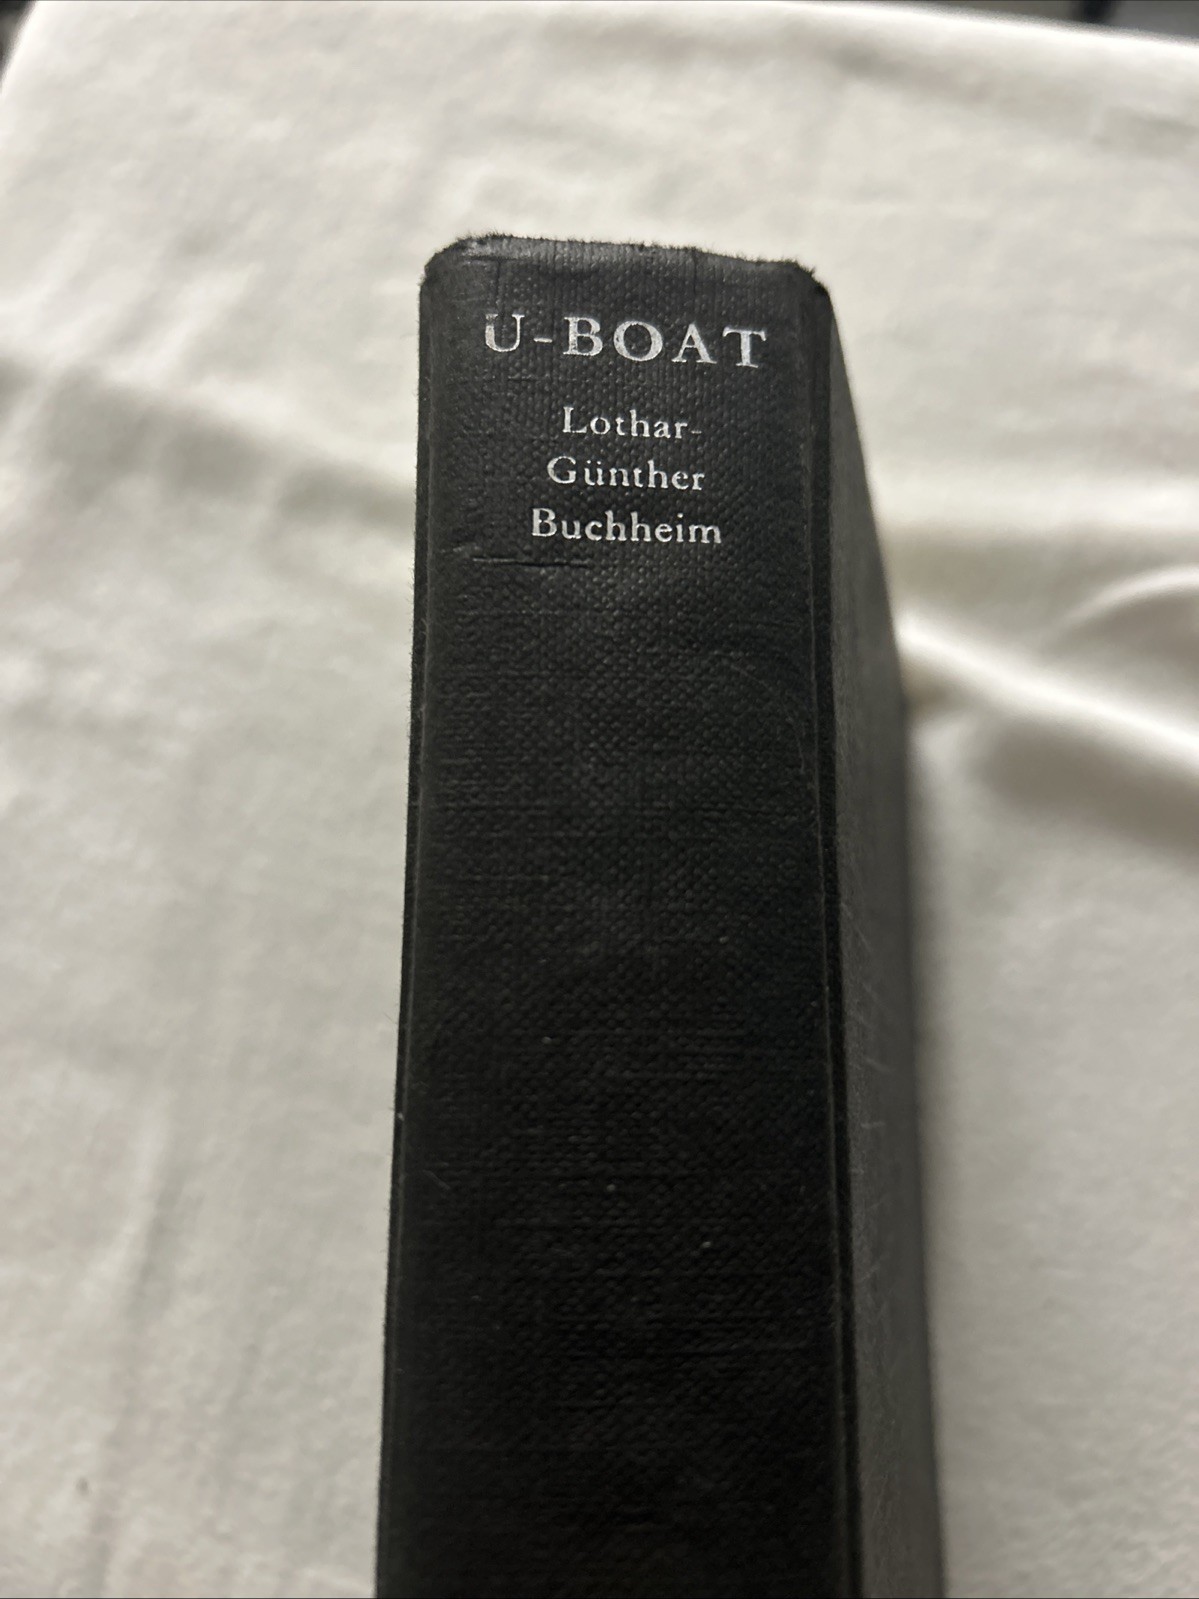 U-BOAT
Lothar-
Günther
Buchheim